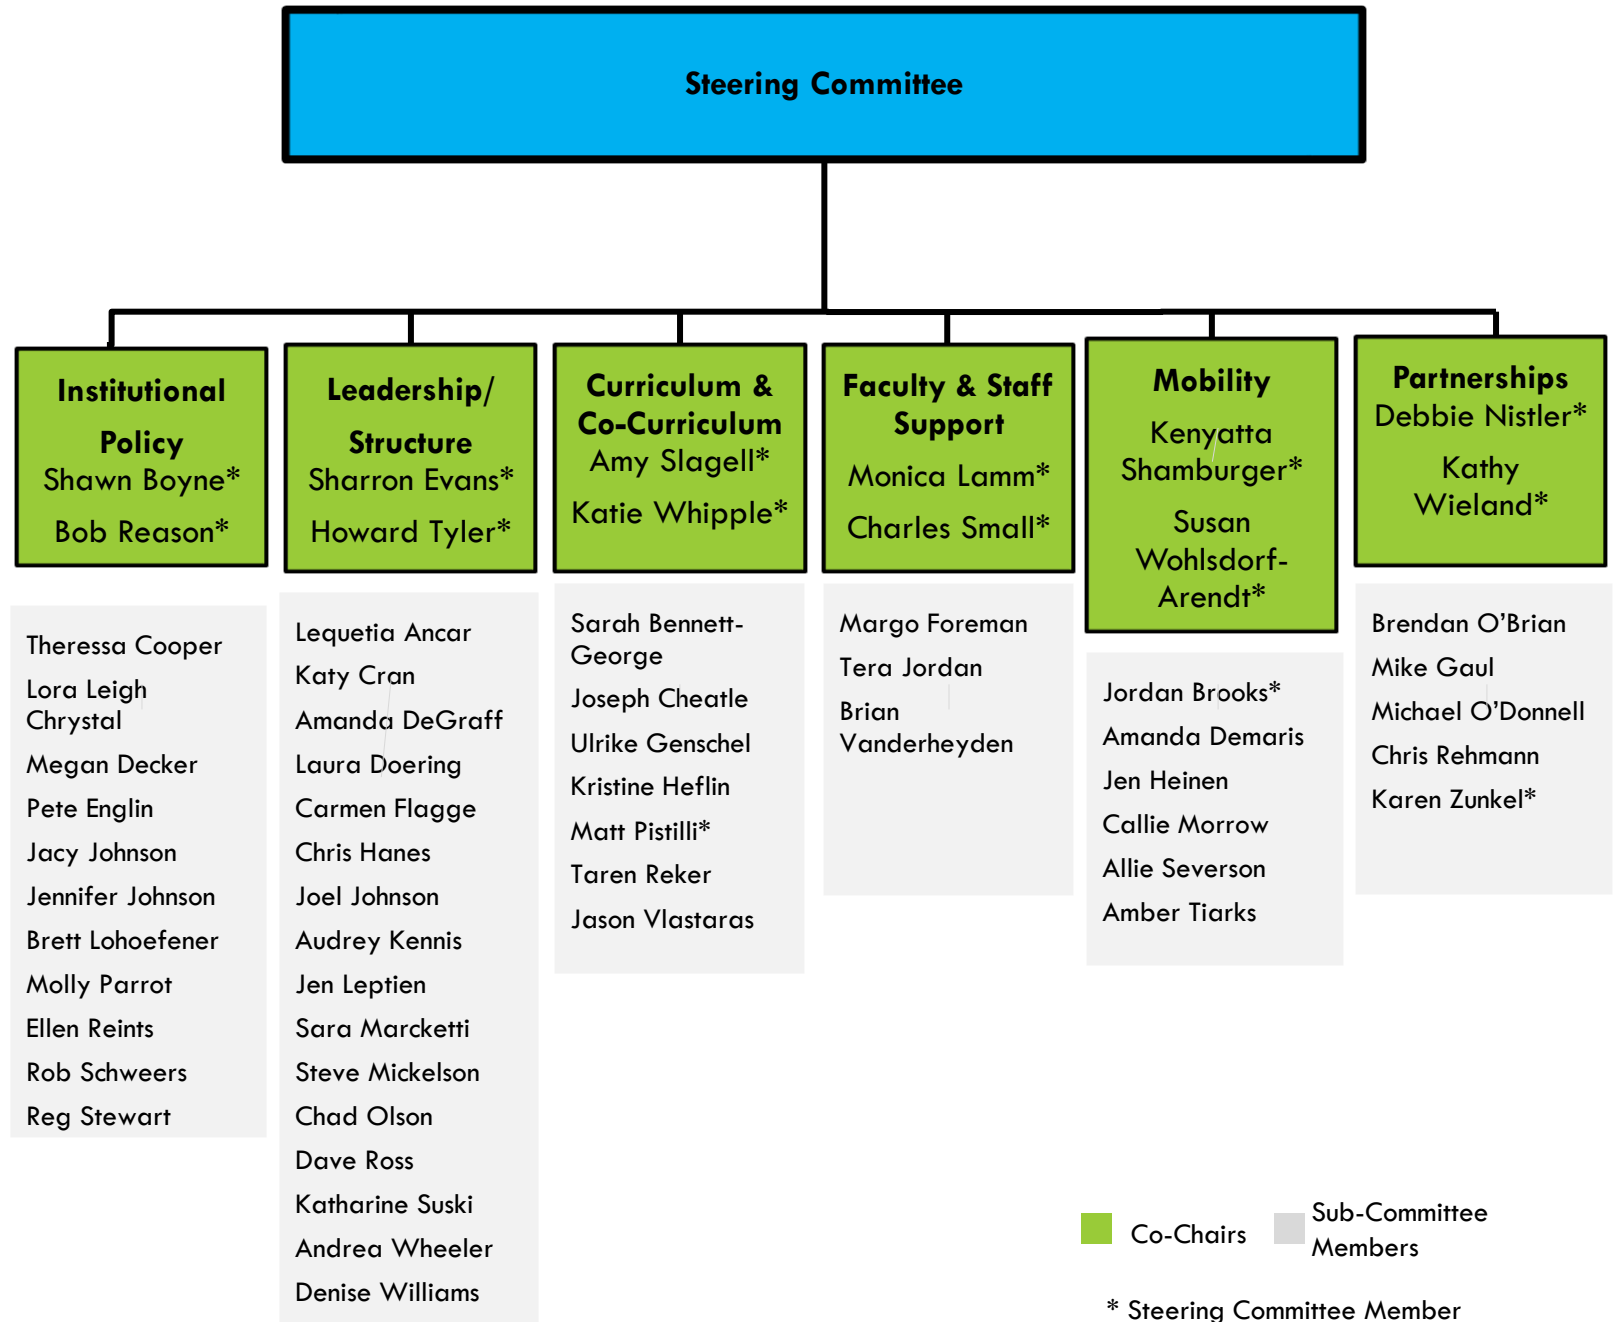 Steering Committee
Institutional
Policy
Shawn Boyne*
Bob Reason*
Leadership/
Structure
Sharron Evans*
Howard Tyler*
Curriculum &
Co-Curriculum
Amy Slagell*
Katie Whipple*
Faculty & Staff
Support
Monica Lamm*
Charles Small*
Mobility
Kenyatta
Shamburger*
Susan
Wohlsdorf-
Arendt*
Partnerships
Debbie Nistler*
Kathy
Wieland*
Theressa Cooper
Lora Leigh
Chrystal
Megan Decker
Pete Englin
Jacy Johnson
Jennifer Johnson
Brett Lohoefener
Molly Parrot
Ellen Reints
Rob Schweers
Reg Stewart
Lequetia Ancar
Katy Cran
Amanda DeGraff
Laura Doering
Carmen Flagge
Chris Hanes
Joel Johnson
Audrey Kennis
Jen Leptien
Sara Marcketti
Steve Mickelson
Chad Olson
Dave Ross
Katharine Suski
Andrea Wheeler
Denise Williams
Sarah Bennett-
George
Joseph Cheatle
Ulrike Genschel
Kristine Heflin
Matt Pistilli*
Taren Reker
Jason Vlastaras
Margo Foreman
Tera Jordan
Brian
Vanderheyden
Jordan Brooks*
Amanda Demaris
Jen Heinen
Callie Morrow
Allie Severson
Amber Tiarks
Brendan O’Brian
Mike Gaul
Michael O’Donnell
Chris Rehmann
Karen Zunkel*
Co-Chairs
Sub-Committee
Members
* Steering Committee Member